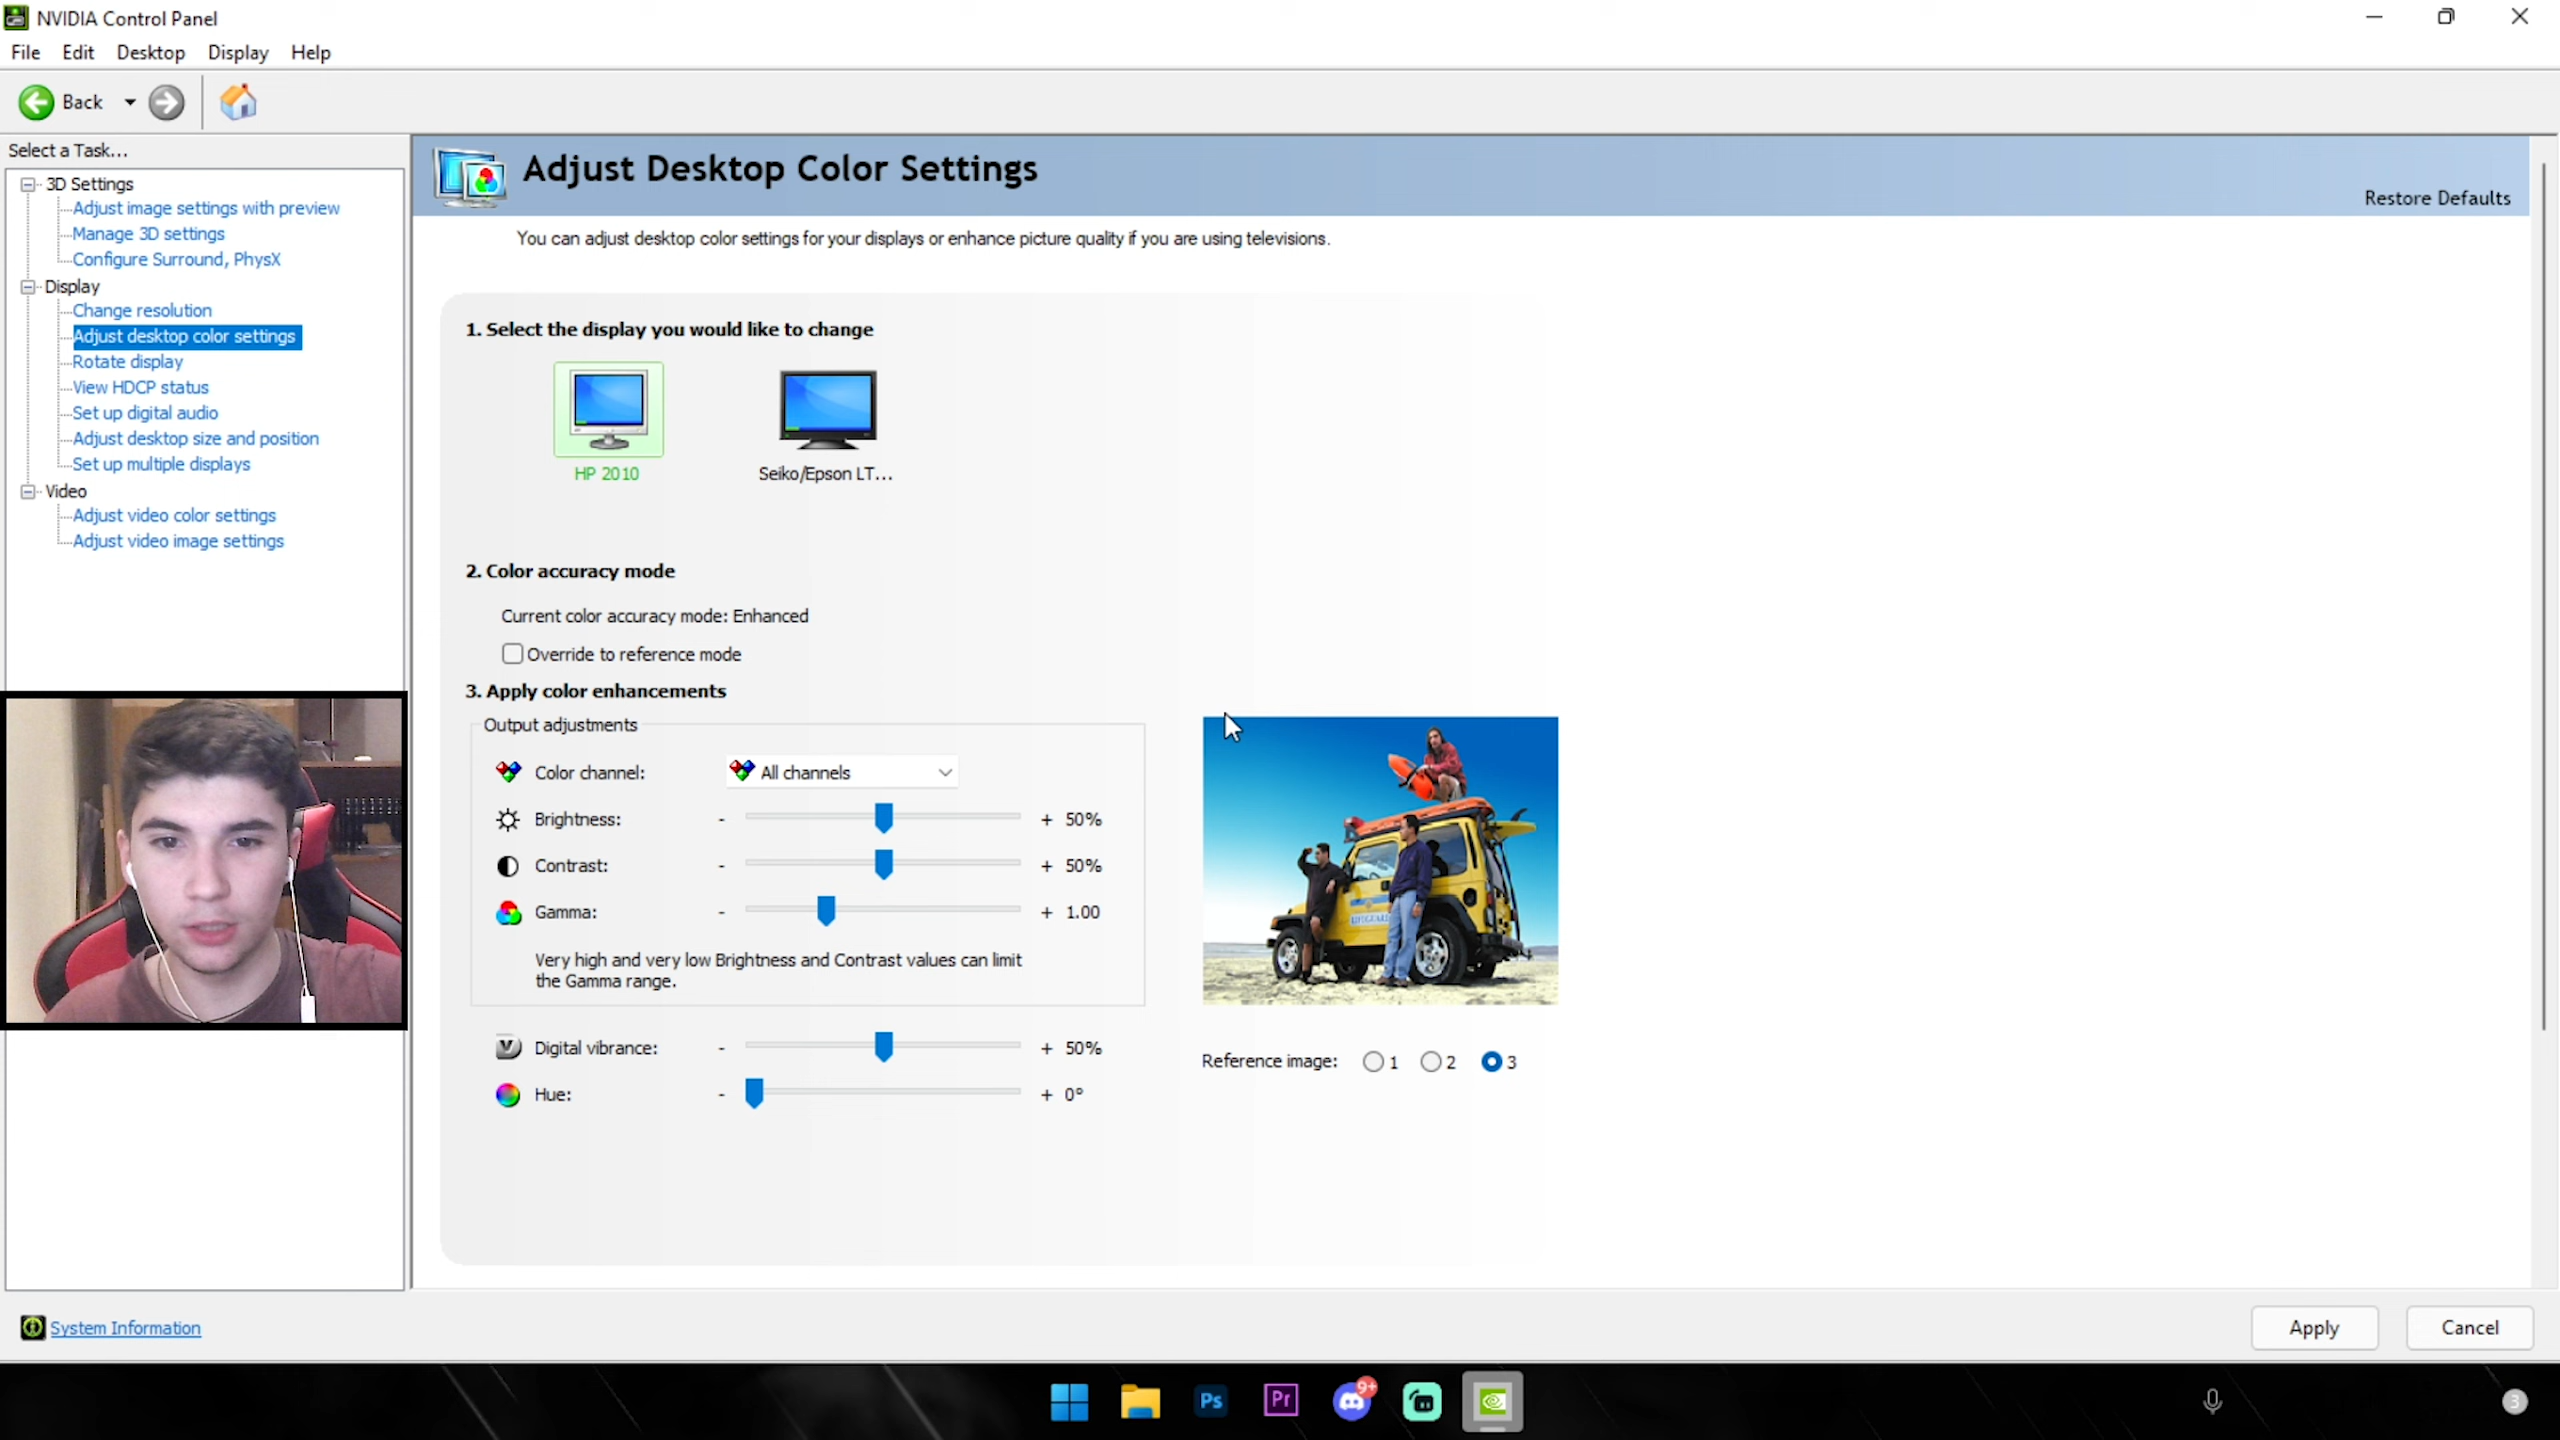 NVIDIA Control Panel
File Edit Desktop Display Help
Back
Select a Task...
3D Settings
Adjust image settings with preview
Manage 3D settings
Configure Surround, PhysX
Display
Change resolution
Adjust desktop color settings
Rotate display
View HDCP status
Set up digital audio
Adjust desktop size and position
Set up multiple displays
Video
Adjust video color settings
Adjust video image settings
System Information
Adjust Desktop Color Settings
Restore Defaults
You can adjust desktop color settings for your displays or enhance picture quality if you are using televisions.
1. Select the display you would like to change
HP 2010
Seiko/Epson LT...
2. Color accuracy mode
Current color accuracy mode: Enhanced
Override to reference mode
3. Apply color enhancements
Output adjustments
Color channel: All channels
Brightness: - + 50%
Contrast: - + 50%
Gamma: - + 1.00
Very high and very low Brightness and Contrast values can limit
the Gamma range.
Digital vibrance: - + 50%
Hue: - + 0°
LIFEGUARD
Reference image: 1 2 3
Apply Cancel
Ps Pr 9+ 3